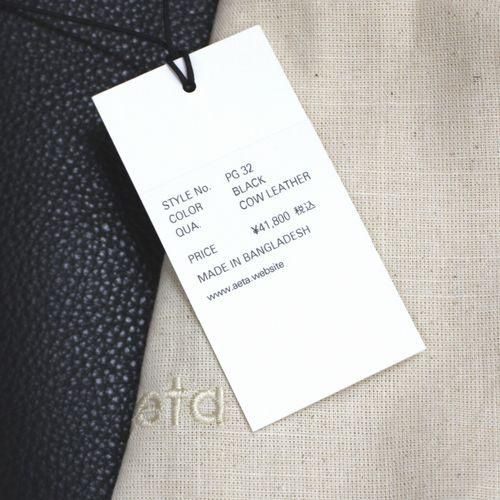 STYLE No. PG 32
COLOR BLACK
QUA. COW LEATHER
PRICE ¥41,800 税込
MADE IN BANGLADESH
www.aeta.website
eta